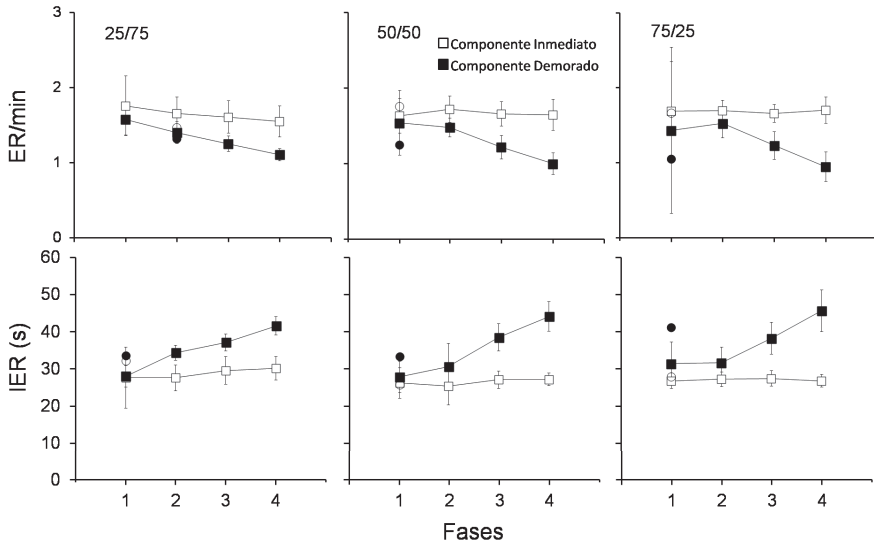 25/75
50/50
75/25
Componente Inmediato
Componente Demorado
ER/min
3
2
1
0
IER (s)
60
50
40
30
20
10
0
1 2 3 4
1 2 3 4
1 2 3 4
Fases